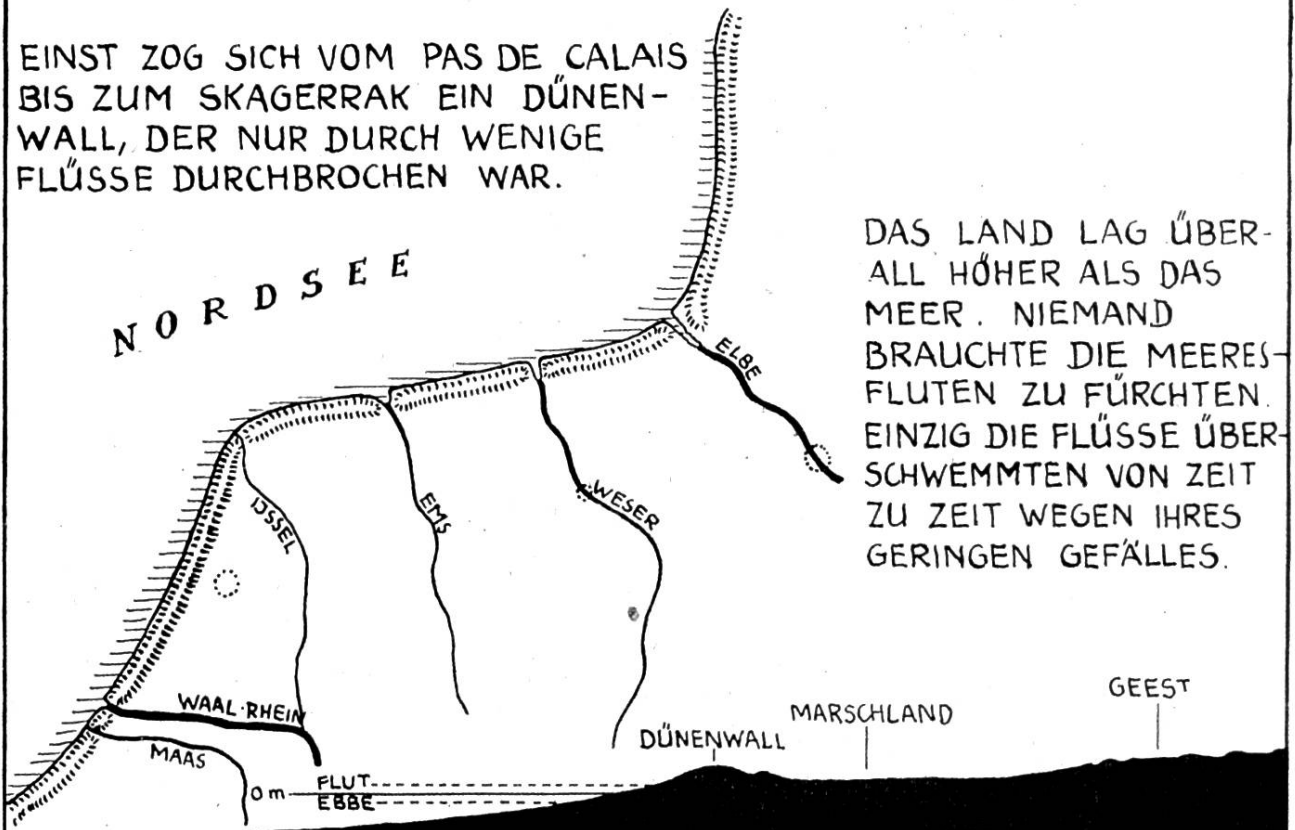 EINST ZOG SICH VOM PAS DE CALAIS
BIS ZUM SKAGERRAK EIN DÜNEN-
WALL, DER NUR DURCH WENIGE
FLÜSSE DURCHBROCHEN WAR.
NORDSEE
DAS LAND LAG ÜBER-
ALL HÖHER ALS DAS
MEER. NIEMAND
BRAUCHTE DIE MEERES-
FLUTEN ZU FÜRCHTEN.
EINZIG DIE FLÜSSE ÜBER-
SCHWEMMTEN VON ZEIT
ZU ZEIT WEGEN IHRES
GERINGEN GEFÄLLES.
ELBE
WESER
EMS
IJSSEL
WAAL-RHEIN
MAAS
GEEST
MARSCHLAND
DÜNENWALL
FLUT
0 m
EBBE